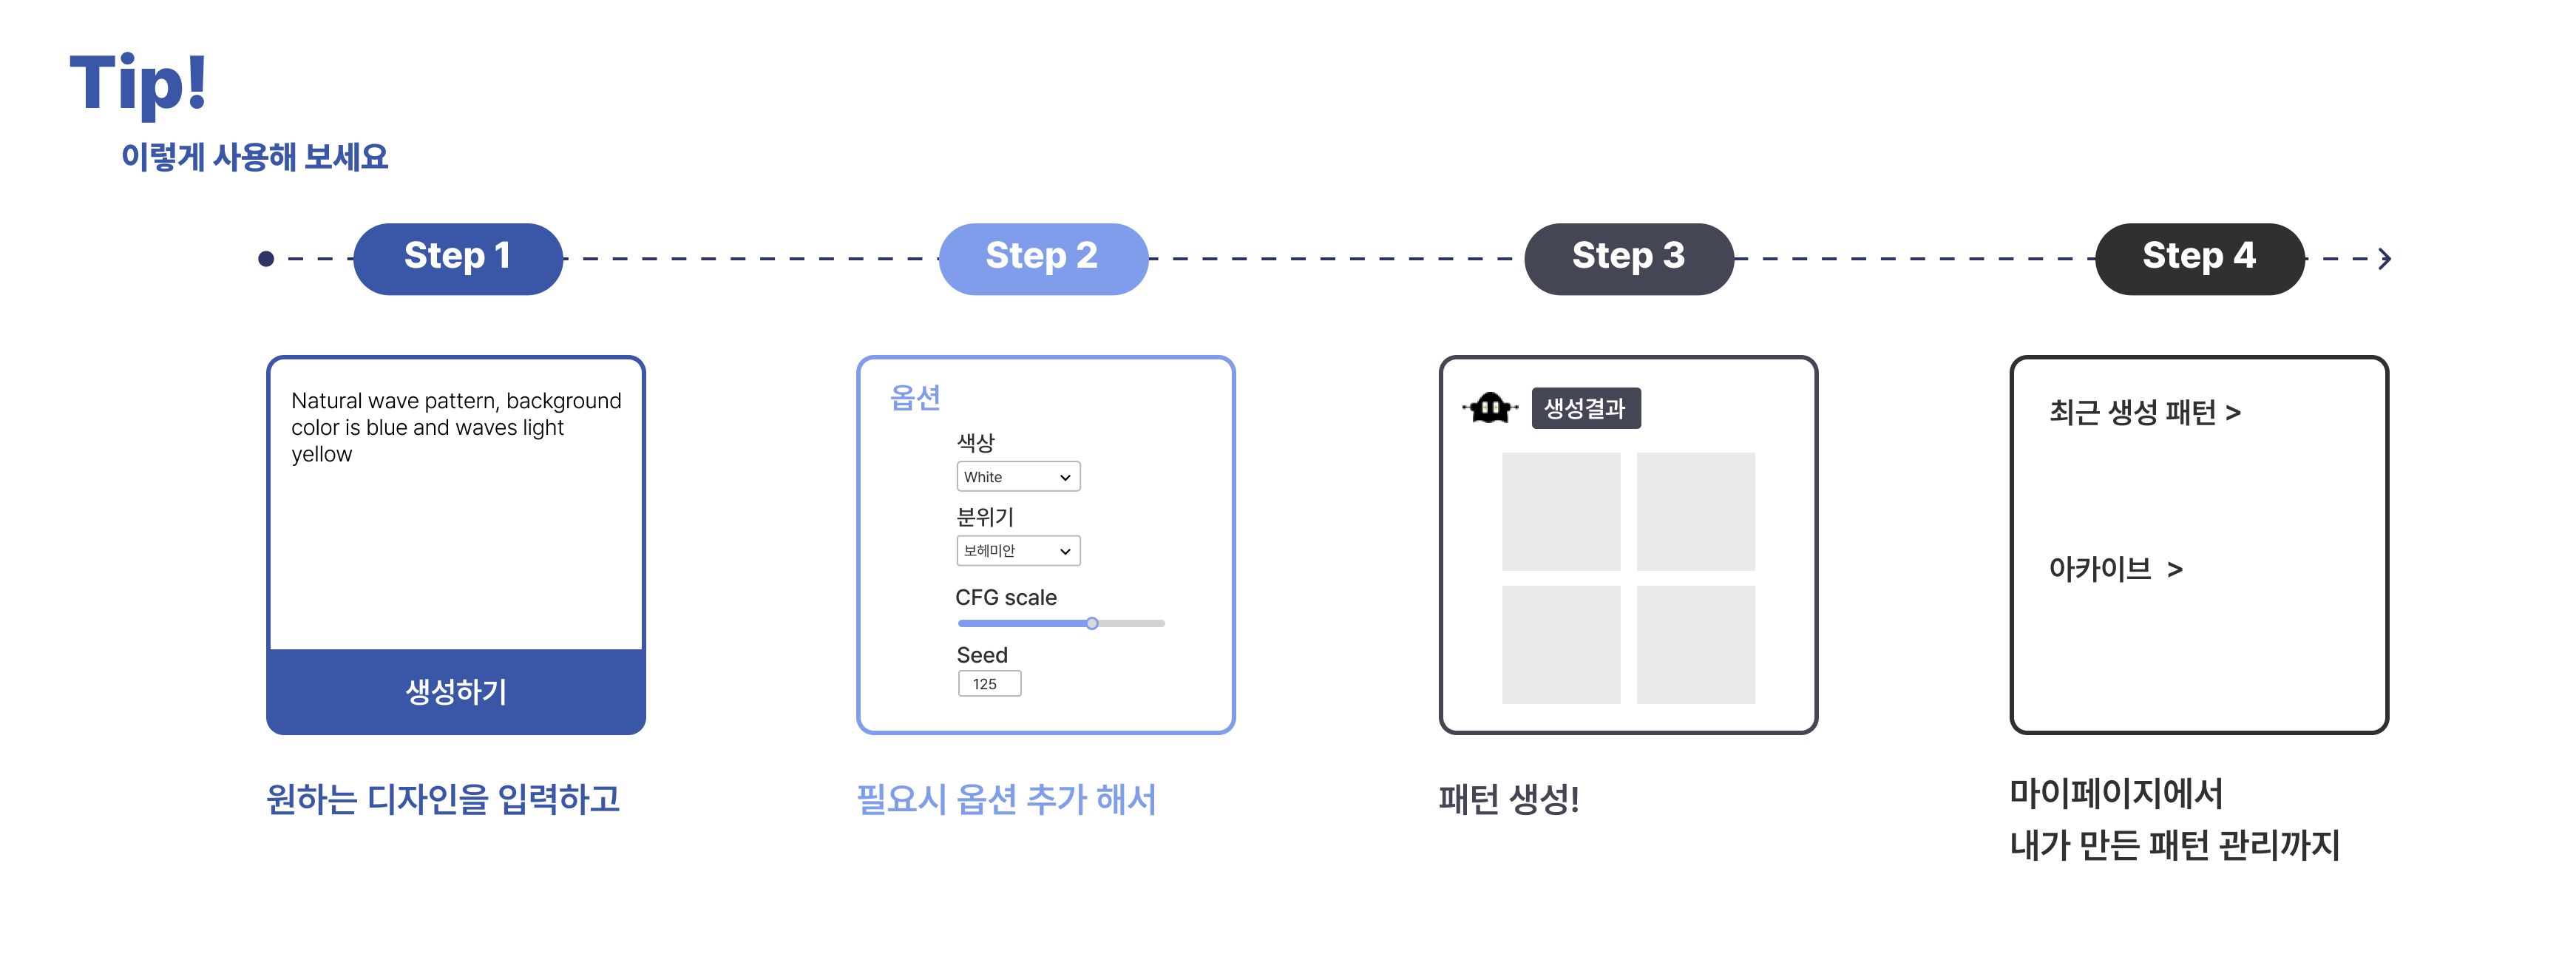 Tip!
이렇게 사용해 보세요
Step 1
Step 2
Step 3
Step 4
Natural wave pattern, background
color is blue and waves light
yellow
생성하기
원하는 디자인을 입력하고
옵션
색상
White
분위기
보헤미안
CFG scale
Seed
125
필요시 옵션 추가 해서
생성결과
패턴 생성!
최근 생성 패턴 >
아카이브 >
마이페이지에서
내가 만든 패턴 관리까지